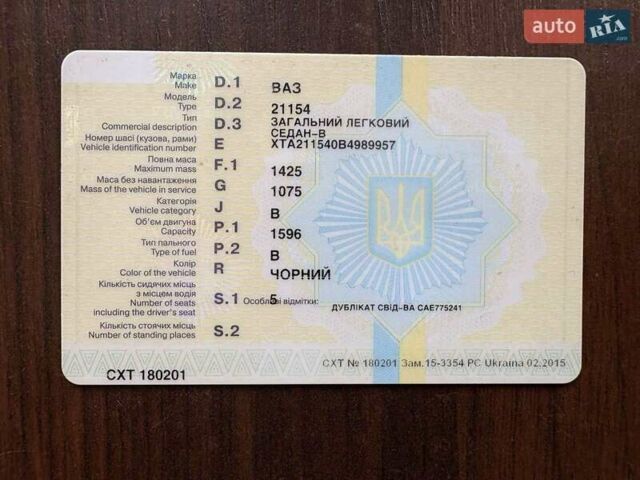 auto RIA .com
Марка D.1 ВАЗ
Make
Модель D.2 21154
Type
Тип D.3 ЗАГАЛЬНИЙ ЛЕГКОВИЙ
Commercial description СЕДАН-В
Номер шасі (кузова, рами) E XTA211540B4989957
Vehicle identification number
Повна маса F.1 1425
Maximum mass
Маса без навантаження G 1075
Mass of the vehicle in service
Категорія J B
Vehicle category
Об'єм двигуна P.1 1596
Capacity
Тип пального P.2 B
Type of fuel
Колір R ЧОРНИЙ
Color of the vehicle
Кількість сидячих місць
з місцем водія S.1 5 Особливі відмітки: ДУБЛІКАТ СВІД-ВА САЕ775241
Number of seats
including the driver's seat
Кількість стоячих місць S.2
Number of standing places
СХТ № 180201 Зам.15-3354 РС Ukraina 02.2015
СХТ 180201